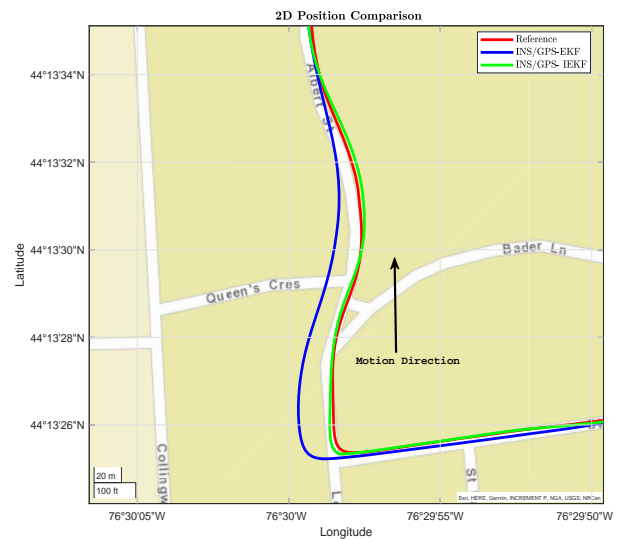 2D Position Comparison
Reference
INS/GPS-EKF
INS/GPS- IEKF
44°13'34"N
44°13'32"N
44°13'30"N
44°13'28"N
44°13'26"N
Latitude
Albert St
Bader Ln
Queen's Cres
Motion Direction
Collingw
L
St
20 m
100 ft
Esri, HERE, Garmin, INCREMENT P, NGA, USGS, NRCan
76°30'05"W
76°30'W
76°29'55"W
76°29'50"W
Longitude